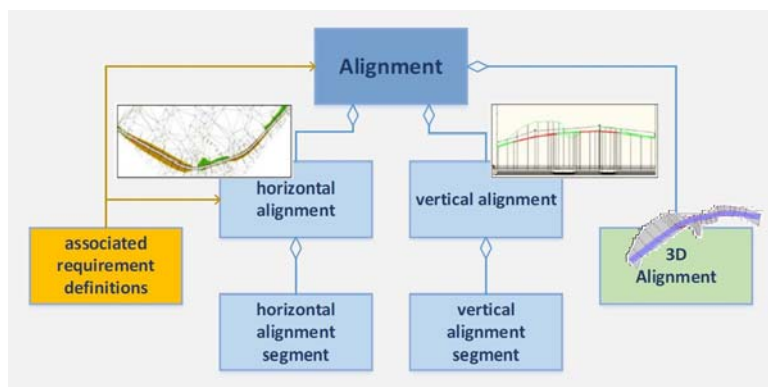 Alignment
horizontal
alignment
vertical alignment
associated
requirement
definitions
3D
Alignment
horizontal
alignment
segment
vertical
alignment
segment